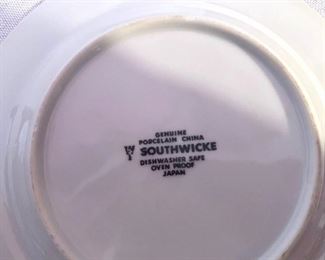 GENUINE
PORCELAIN CHINA
SOUTHWICKE
DISHWASHER SAFE
OVEN PROOF
JAPAN